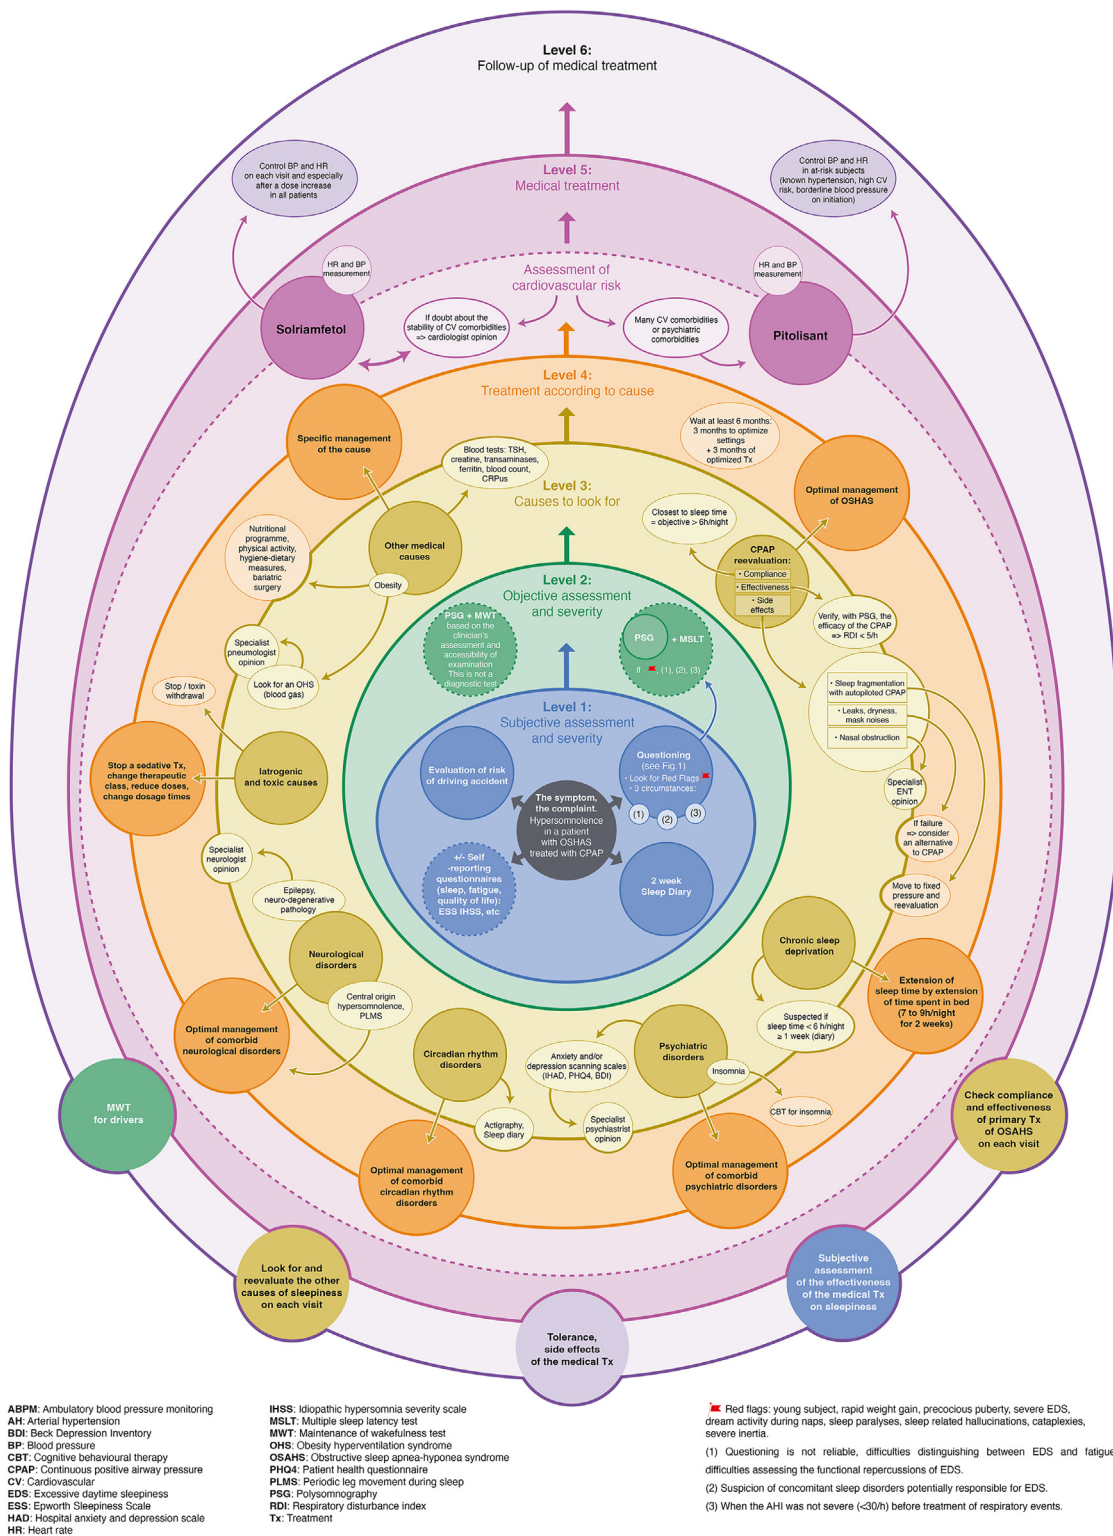 Level 6:
Follow-up of medical treatment
Control BP and HR
on each visit and especially
after a dose increase
in all patients
Control BP and HR
in at-risk subjects
(known hypertension, high CV
risk, borderline blood pressure
on initiation)
Level 5:
Medical treatment
HR and BP
measurement
HR and BP
measurement
Assessment of
cardiovascular risk
Solriamfetol
If doubt about the
stability of CV comorbidities
=> cardiologist opinion
Many CV comorbidities
or psychiatric
comorbidities
Pitolisant
Level 4:
Treatment according to cause
Specific management
of the cause
Wait at least 6 months:
3 months to optimize
settings
+ 3 months of
optimized Tx
Blood tests: TSH,
creatine, transaminases,
ferritin, blood count,
CRPus
Optimal management
of OSHAS
Level 3:
Causes to look for
Closest to sleep time
= objective > 6h/night
Nutritional
programme,
physical activity,
hygiene-dietary
measures,
bariatric
surgery
Other medical
causes
Obesity
CPAP
reevaluation:
• Compliance
• Effectiveness
• Side
effects
Level 2:
Objective assessment
and severity
PSG + MWT
based on the
clinician's
assessment and
accessibility of
examination
This is not a
diagnostic test
PSG
+ MSLT
If , (1), (2), (3)
Verify, with PSG, the
efficacy of the CPAP
=> RDI < 5/h
Specialist
pneumologist
opinion
Look for an OHS
(blood gas)
Stop / toxin
withdrawal
• Sleep fragmentation
with autopiloted CPAP
• Leaks, dryness,
mask noises
• Nasal obstruction
Level 1:
Subjective assessment
and severity
Stop a sedative Tx,
change therapeutic
class, reduce doses,
change dosage times
Iatrogenic
and toxic causes
Evaluation of risk
of driving accident
Questioning
(see Fig.1)
• Look for Red Flags
• 3 circumstances:
(1)
(2)
(3)
The symptom,
the complaint.
Hypersomnolence
in a patient
with OSHAS
treated with CPAP
Specialist
ENT
opinion
If failure
=> consider
an alternative
to CPAP
Specialist
neurologist
opinion
+/- Self
-reporting
questionnaires
(sleep, fatigue,
quality of life):
ESS IHSS, etc
2 week
Sleep Diary
Move to fixed
pressure and
reevaluation
Epilepsy,
neuro-degenerative
pathology
Neurological
disorders
Chronic sleep
deprivation
Central origin
hypersomnolence,
PLMS
Extension of
sleep time by extension
of time spent in bed
(7 to 9h/night
for 2 weeks)
Optimal management
of comorbid
neurological disorders
Suspected if
sleep time < 6 h/night
≥ 1 week (diary)
Circadian rhythm
disorders
Anxiety and/or
depression scanning scales
(IHAD, PHQ4, BDI)
Psychiatric
disorders
Insomnia
MWT
for drivers
Actigraphy,
Sleep diary
Specialist
psychiastrist
opinion
CBT for insomnia
Check compliance
and effectiveness
of primary Tx
of OSAHS
on each visit
Optimal management
of comorbid
circadian rhythm
disorders
Optimal management
of comorbid
psychiatric disorders
Look for and
reevaluate the other
causes of sleepiness
on each visit
Subjective
assessment
of the effectiveness
of the medical Tx
on sleepiness
Tolerance,
side effects
of the medical Tx
ABPM: Ambulatory blood pressure monitoring
AH: Arterial hypertension
BDI: Beck Depression Inventory
BP: Blood pressure
CBT: Cognitive behavioural therapy
CPAP: Continuous positive airway pressure
CV: Cardiovascular
EDS: Excessive daytime sleepiness
ESS: Epworth Sleepiness Scale
HAD: Hospital anxiety and depression scale
HR: Heart rate
IHSS: Idiopathic hypersomnia severity scale
MSLT: Multiple sleep latency test
MWT: Maintenance of wakefulness test
OHS: Obesity hyperventilation syndrome
OSAHS: Obstructive sleep apnea-hyponea syndrome
PHQ4: Patient health questionnaire
PLMS: Periodic leg movement during sleep
PSG: Polysomnography
RDI: Respiratory disturbance index
Tx: Treatment
Red flags: young subject, rapid weight gain, precocious puberty, severe EDS,
dream activity during naps, sleep paralyses, sleep related hallucinations, cataplexies,
severe inertia.
(1) Questioning is not reliable, difficulties distinguishing between EDS and fatigue
difficulties assessing the functional repercussions of EDS.
(2) Suspicion of concomitant sleep disorders potentially responsible for EDS.
(3) When the AHI was not severe (<30/h) before treatment of respiratory events.